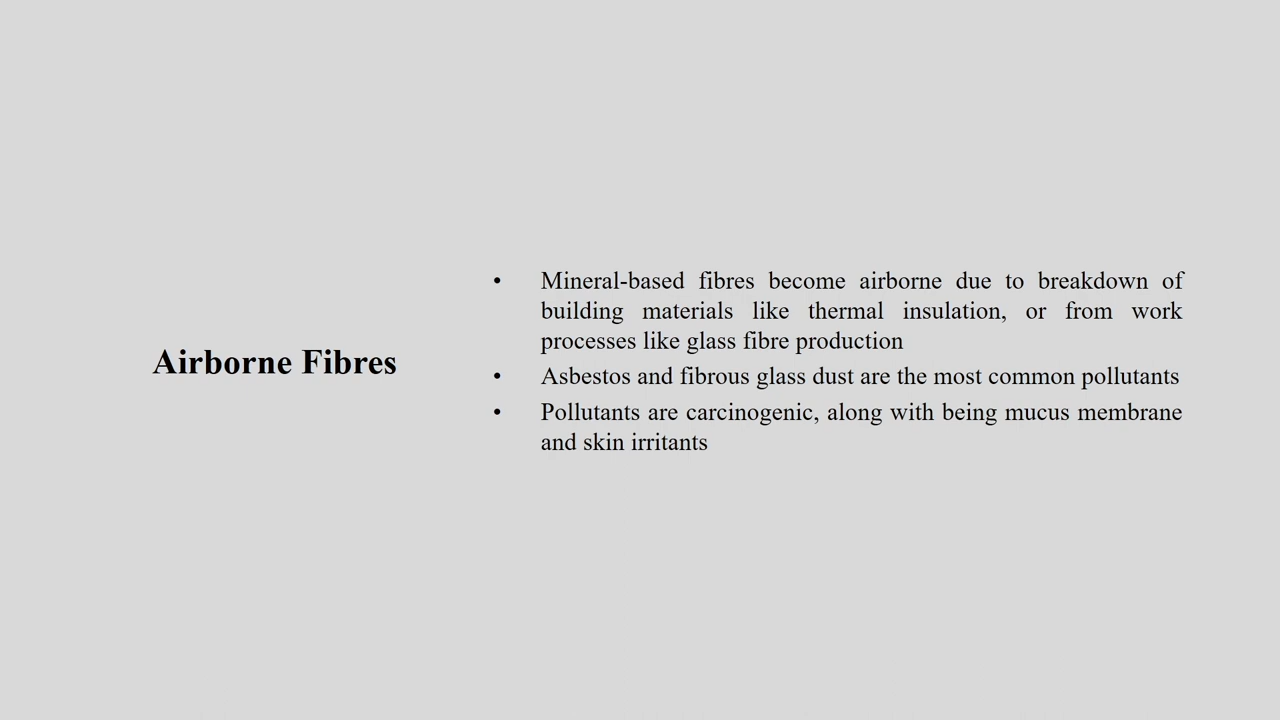 Airborne Fibres
• Mineral-based fibres become airborne due to breakdown of
building materials like thermal insulation, or from work
processes like glass fibre production
• Asbestos and fibrous glass dust are the most common pollutants
• Pollutants are carcinogenic, along with being mucus membrane
and skin irritants